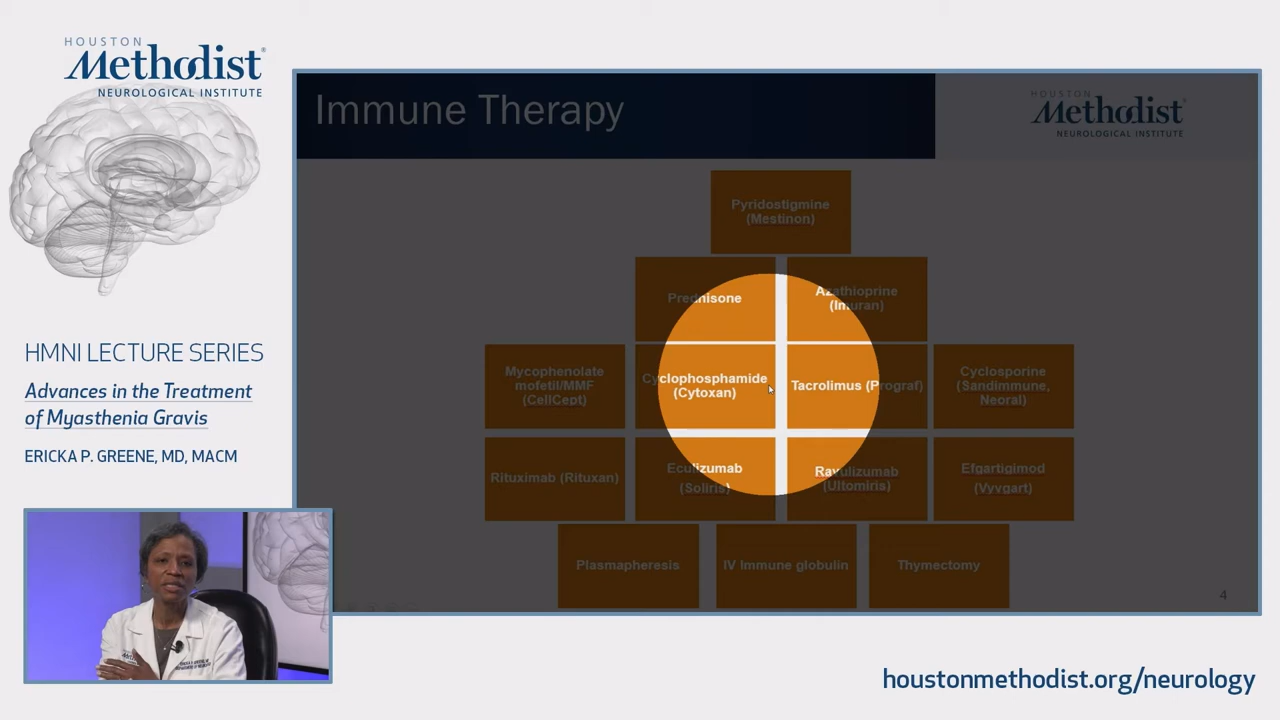 HOUSTON
Methodist®
NEUROLOGICAL INSTITUTE
HMNI LECTURE SERIES
Advances in the Treatment
of Myasthenia Gravis
ERICKA P. GREENE, MD, MACM
Immune Therapy
HOUSTON
Methodist
NEUROLOGICAL INSTITUTE
Pyridostigmine
(Mestinon)
Prednisone
Azathioprine
(Imuran)
Mycophenolate
mofetil/MMF
(CellCept)
Cyclophosphamide
(Cytoxan)
Tacrolimus (Prograf)
Cyclosporine
(Sandimmune,
Neoral)
Rituximab (Rituxan)
Eculizumab
(Soliris)
Ravulizumab
(Ultomiris)
Efgartigimod
(Vyvgart)
Plasmapheresis
IV Immune globulin
Thymectomy
4
houstonmethodist.org/neurology